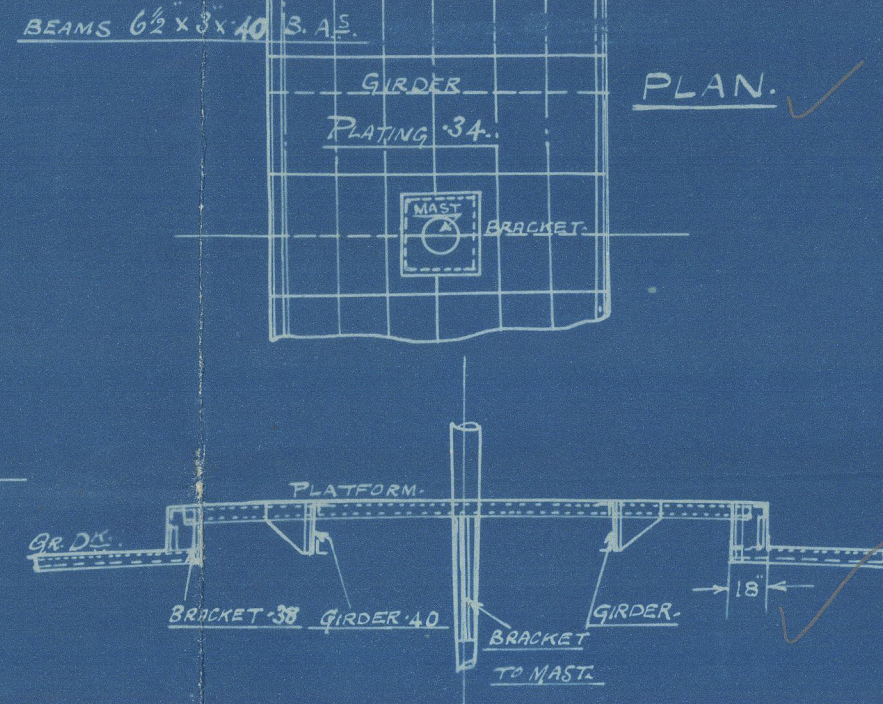 BEAMS 6½ × 3 × ·40 B. AS.
GIRDER
PLAN.
PLATING ·34.
MAST
BRACKET.
PLATFORM.
BR. DK.
18"
BRACKET ·38
GIRDER ·40
GIRDER.
BRACKET
TO MAST.